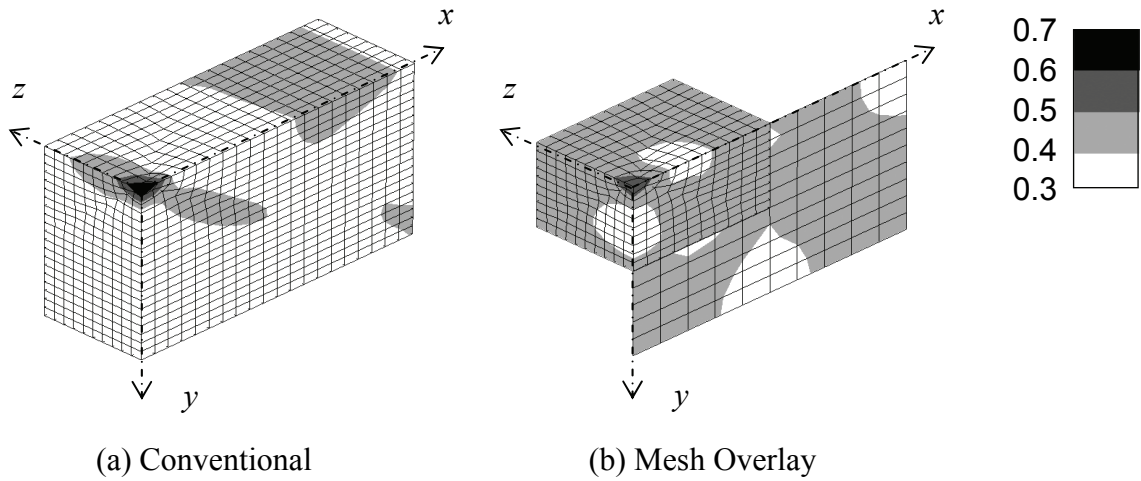 x
z
y
(a) Conventional
x
z
y
(b) Mesh Overlay
0.7
0.6
0.5
0.4
0.3